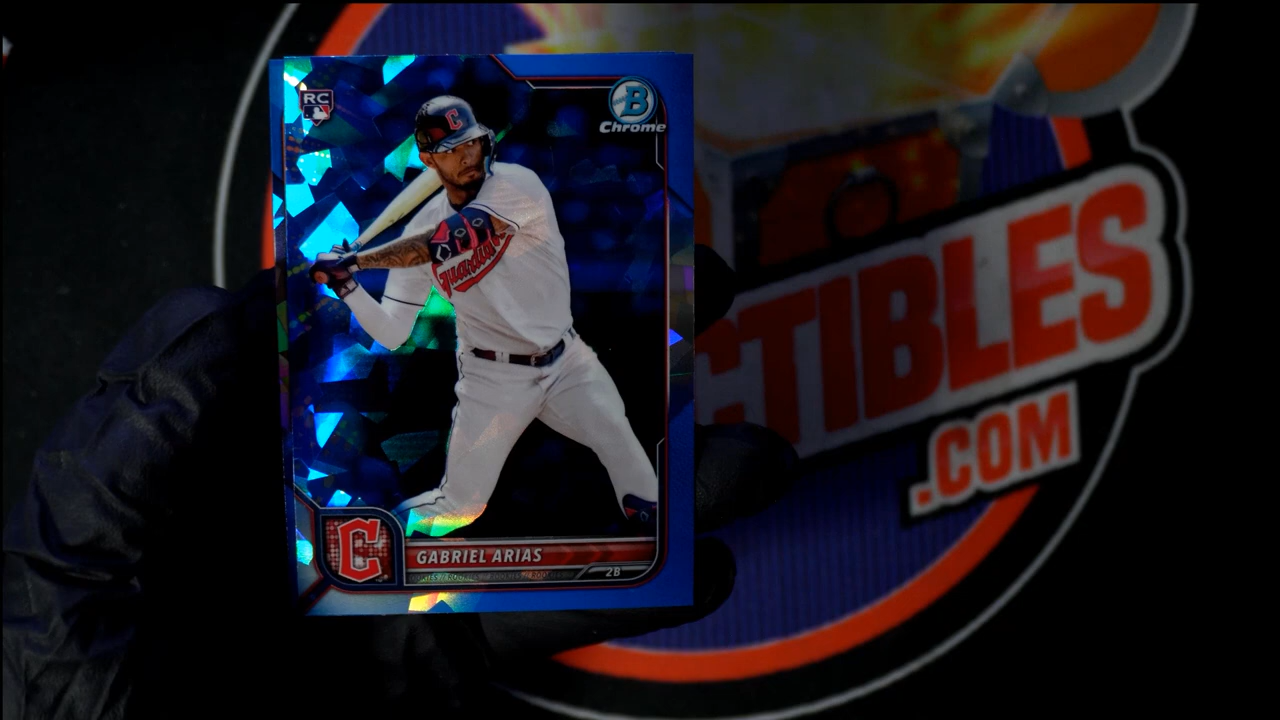 RC
B
Chrome
C
Guardians
C
GABRIEL ARIAS
2B
CTIBLES
.COM